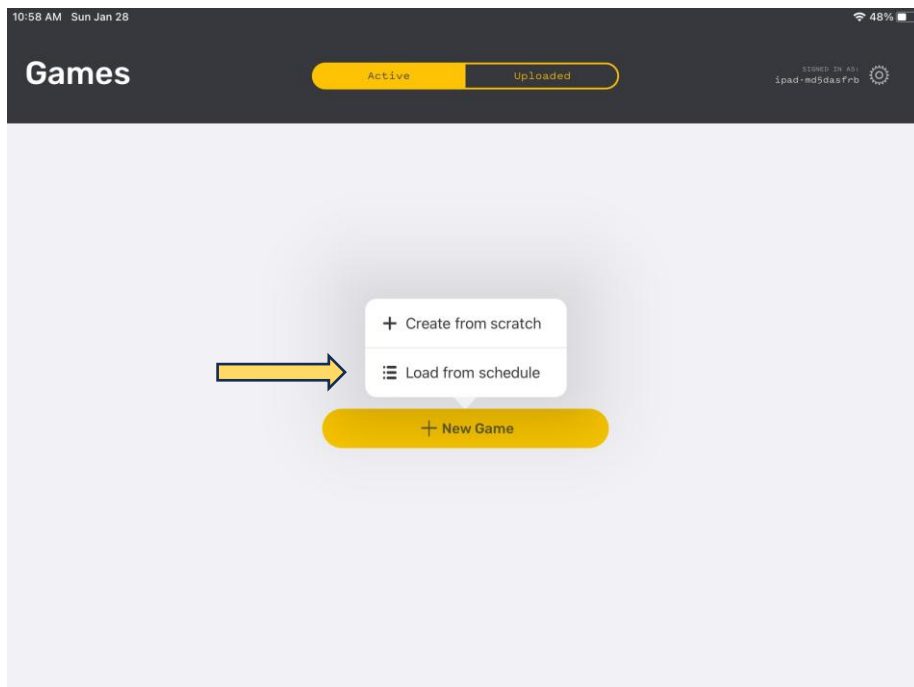 10:58 AM Sun Jan 28 48%
Games
Active Uploaded
SIGNED IN AS:
ipad-md5dasfrb
+ Create from scratch
Load from schedule
+ New Game